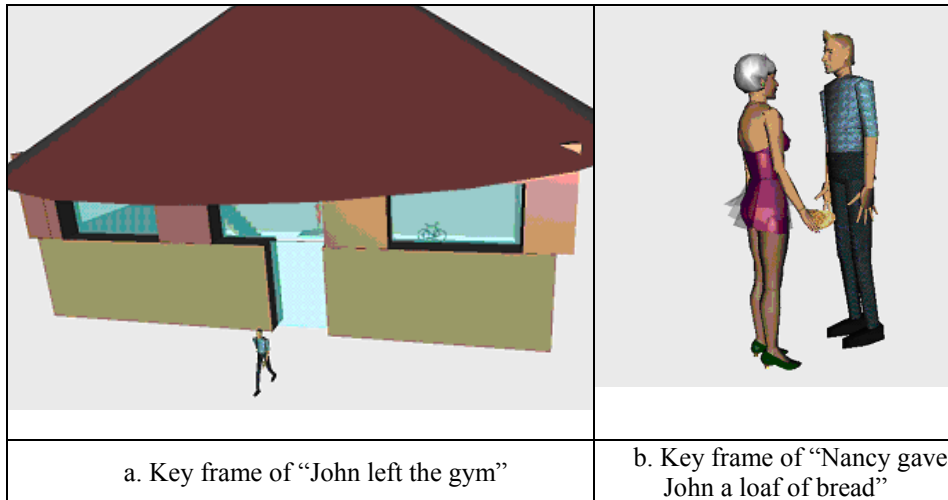 a. Key frame of “John left the gym”
b. Key frame of “Nancy gave
John a loaf of bread”